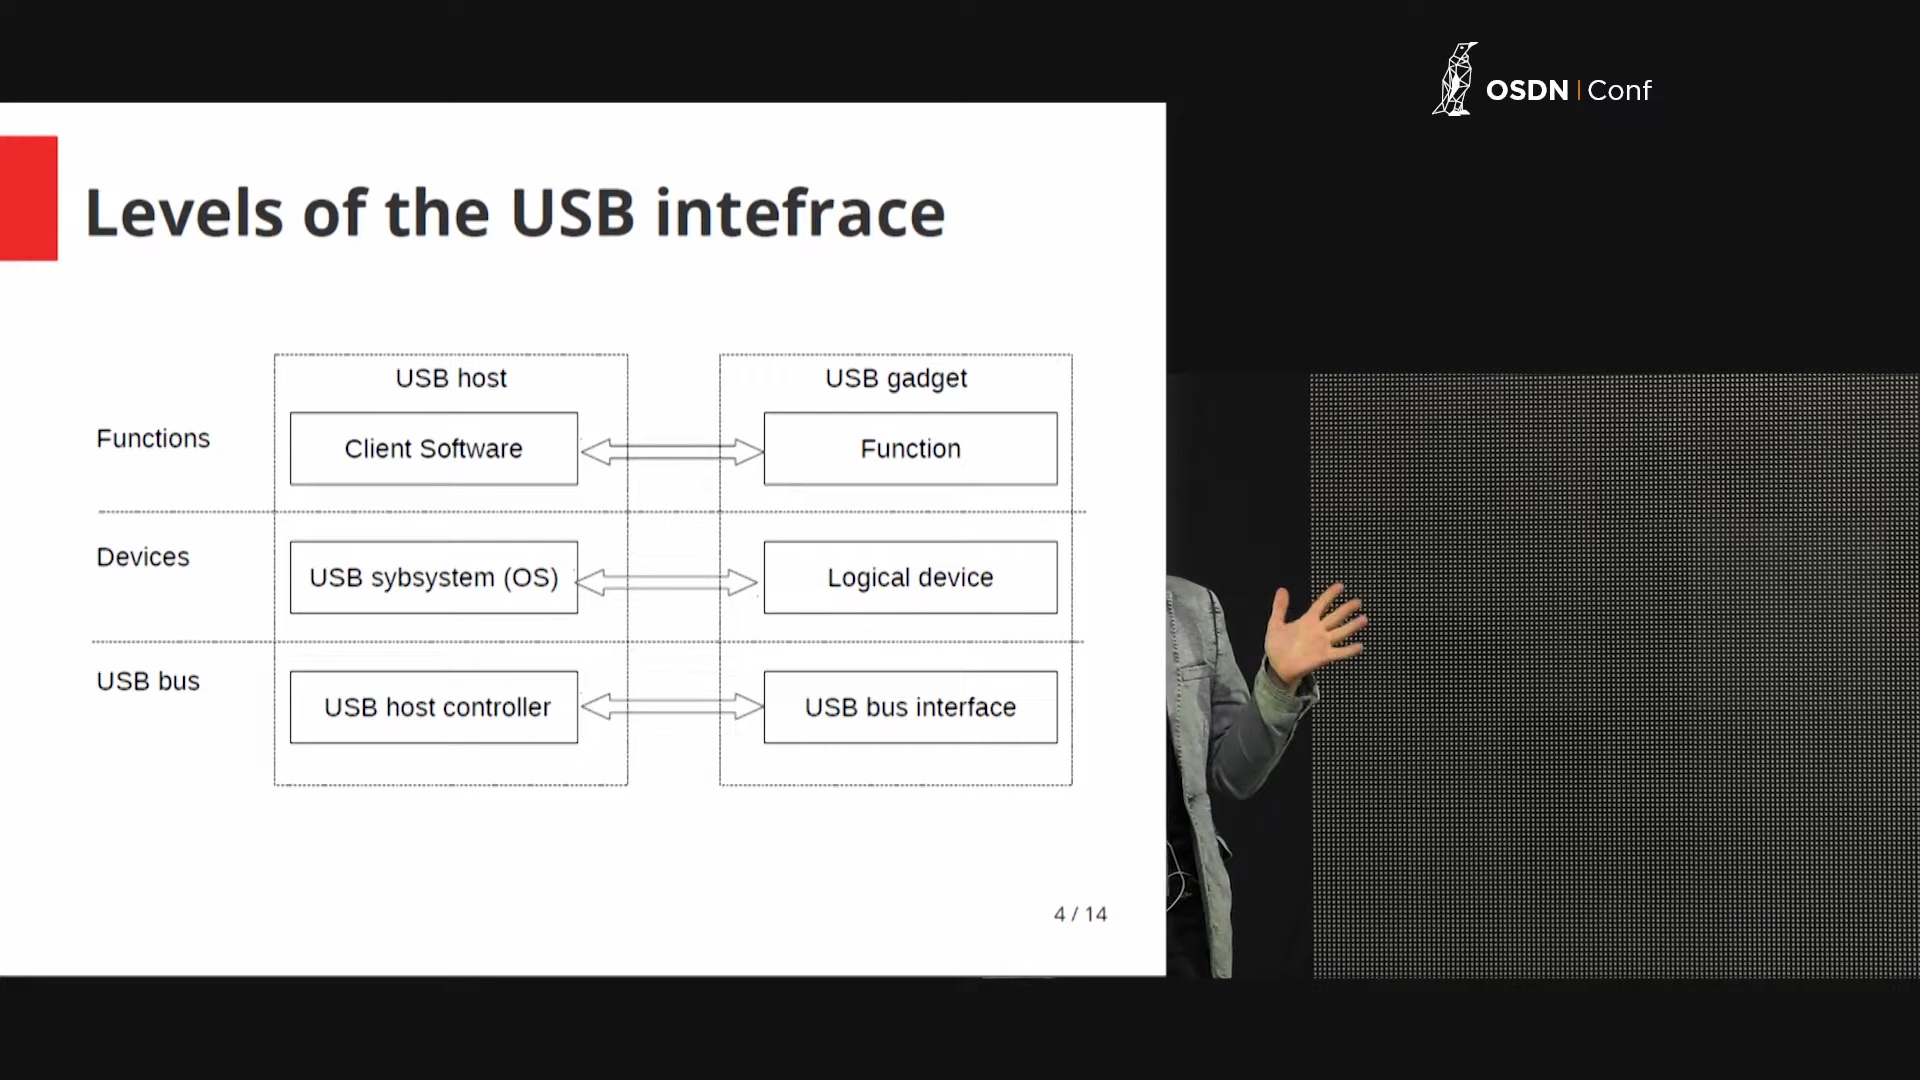 OSDN | Conf
Levels of the USB intefrace
USB host
USB gadget
Functions
Client Software
Function
Devices
USB sybsystem (OS)
Logical device
USB bus
USB host controller
USB bus interface
4 / 14